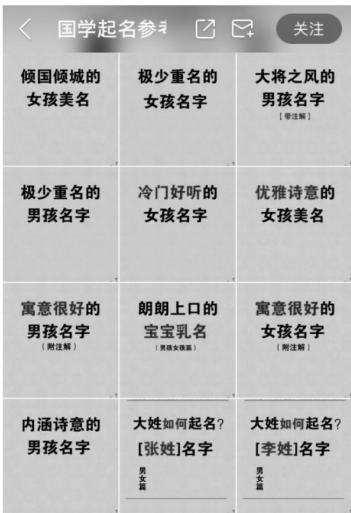 国学起名参考
关注
倾国倾城的
女孩美名
极少重名的
女孩名字
大将之风的
男孩名字
【带注解】
极少重名的
男孩名字
冷门好听的
女孩名字
优雅诗意的
女孩美名
寓意很好的
男孩名字
(附注解)
朗朗上口的
宝宝乳名
(男孩女孩篇)
寓意很好的
女孩名字
(附注解)
内涵诗意的
男孩名字
大姓如何起名?
[张姓]名字
男女篇
大姓如何起名?
[李姓]名字
男女篇